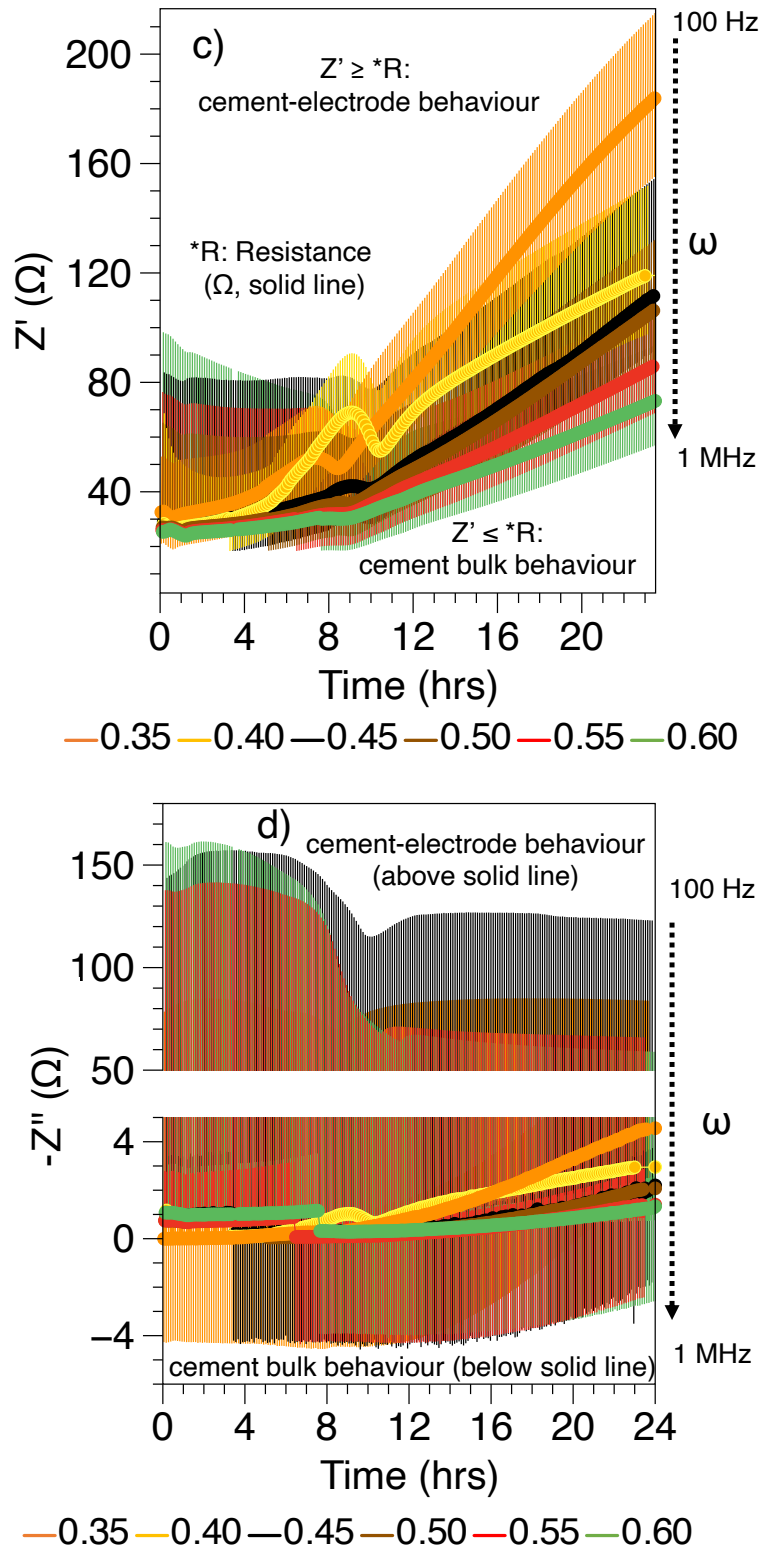 c)
100 Hz
Z' ≥ *R:
cement-electrode behaviour
*R: Resistance
(Ω, solid line)
Z' (Ω)
200
160
120
80
40
ω
1 MHz
Z' ≤ *R:
cement bulk behaviour
0 4 8 12 16 20
Time (hrs)
0.35 0.40 0.45 0.50 0.55 0.60
d)
cement-electrode behaviour
(above solid line)
100 Hz
-Z'' (Ω)
150
100
50
4
0
−4
ω
cement bulk behaviour (below solid line)
1 MHz
0 4 8 12 16 20 24
Time (hrs)
0.35 0.40 0.45 0.50 0.55 0.60